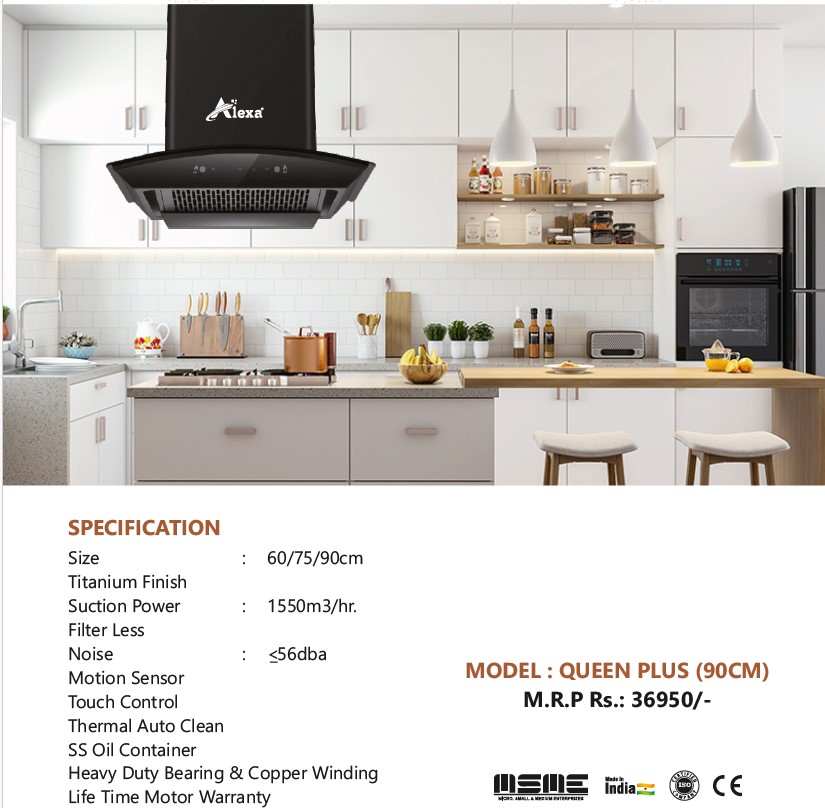 Alexa
SPECIFICATION
Size : 60/75/90cm
Titanium Finish
Suction Power : 1550m3/hr.
Filter Less
Noise : ≤56dba
Motion Sensor
Touch Control
Thermal Auto Clean
SS Oil Container
Heavy Duty Bearing & Copper Winding
Life Time Motor Warranty
MODEL : QUEEN PLUS (90CM)
M.R.P Rs.: 36950/-
MSME
MICRO, SMALL & MEDIUM ENTERPRISES
Made in
India
CERTIFIED
ISO
COMPANY
CE